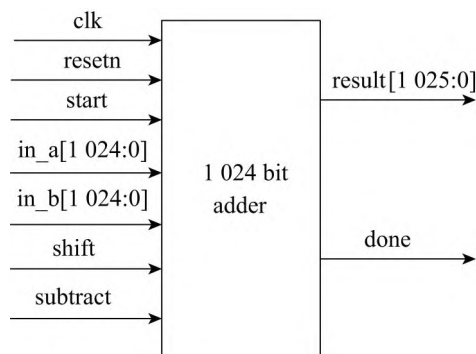 clk
resetn
start
in_a[1 024:0]
in_b[1 024:0]
shift
subtract
1 024 bit
adder
result[1 025:0]
done